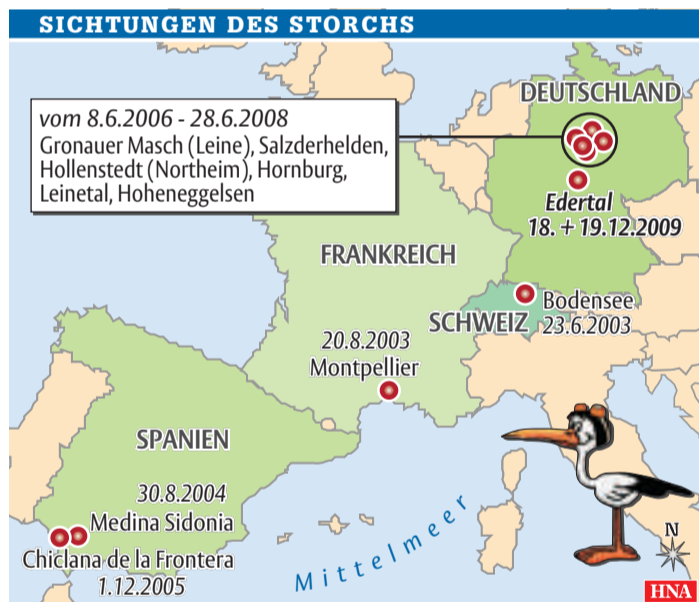 SICHTUNGEN DES STORCHS
DEUTSCHLAND
vom 8.6.2006 - 28.6.2008
Gronauer Masch (Leine), Salzderhelden,
Hollenstedt (Northeim), Hornburg,
Leinetal, Hoheneggelsen
Edertal
18. + 19.12.2009
FRANKREICH
Bodensee
23.6.2003
SCHWEIZ
20.8.2003
Montpellier
SPANIEN
30.8.2004
Medina Sidonia
Chiclana de la Frontera
1.12.2005
Mittelmeer
N
HNA